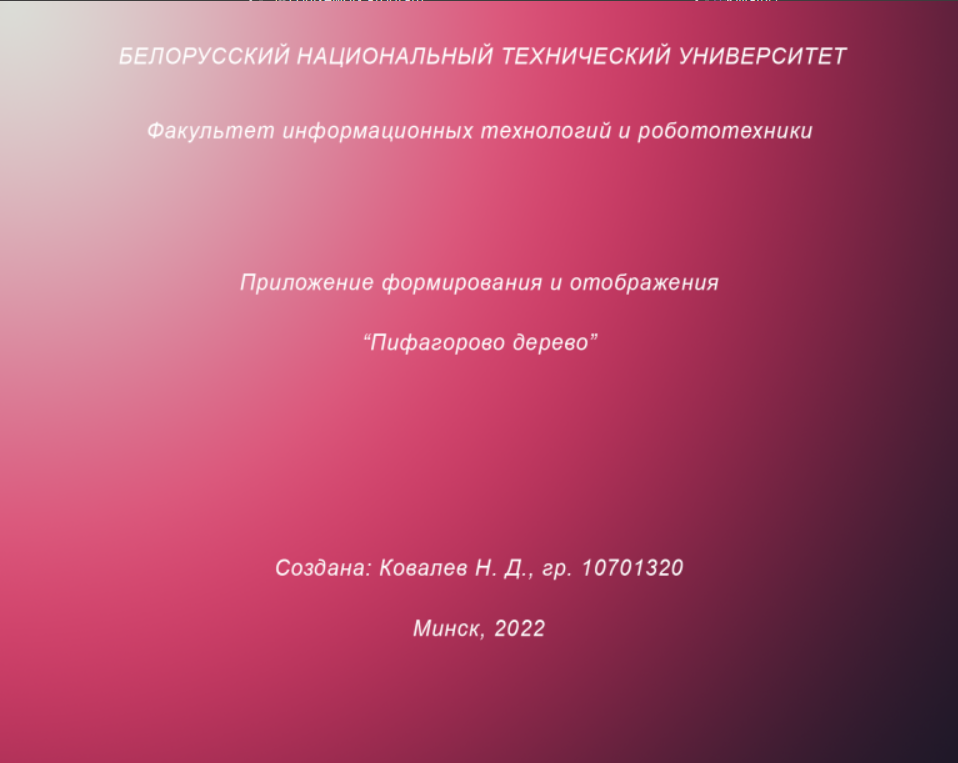 БЕЛОРУССКИЙ НАЦИОНАЛЬНЫЙ ТЕХНИЧЕСКИЙ УНИВЕРСИТЕТ
Факультет информационных технологий и робототехники
Приложение формирования и отображения
“Пифагорово дерево”
Создана: Ковалев Н. Д., гр. 10701320
Минск, 2022